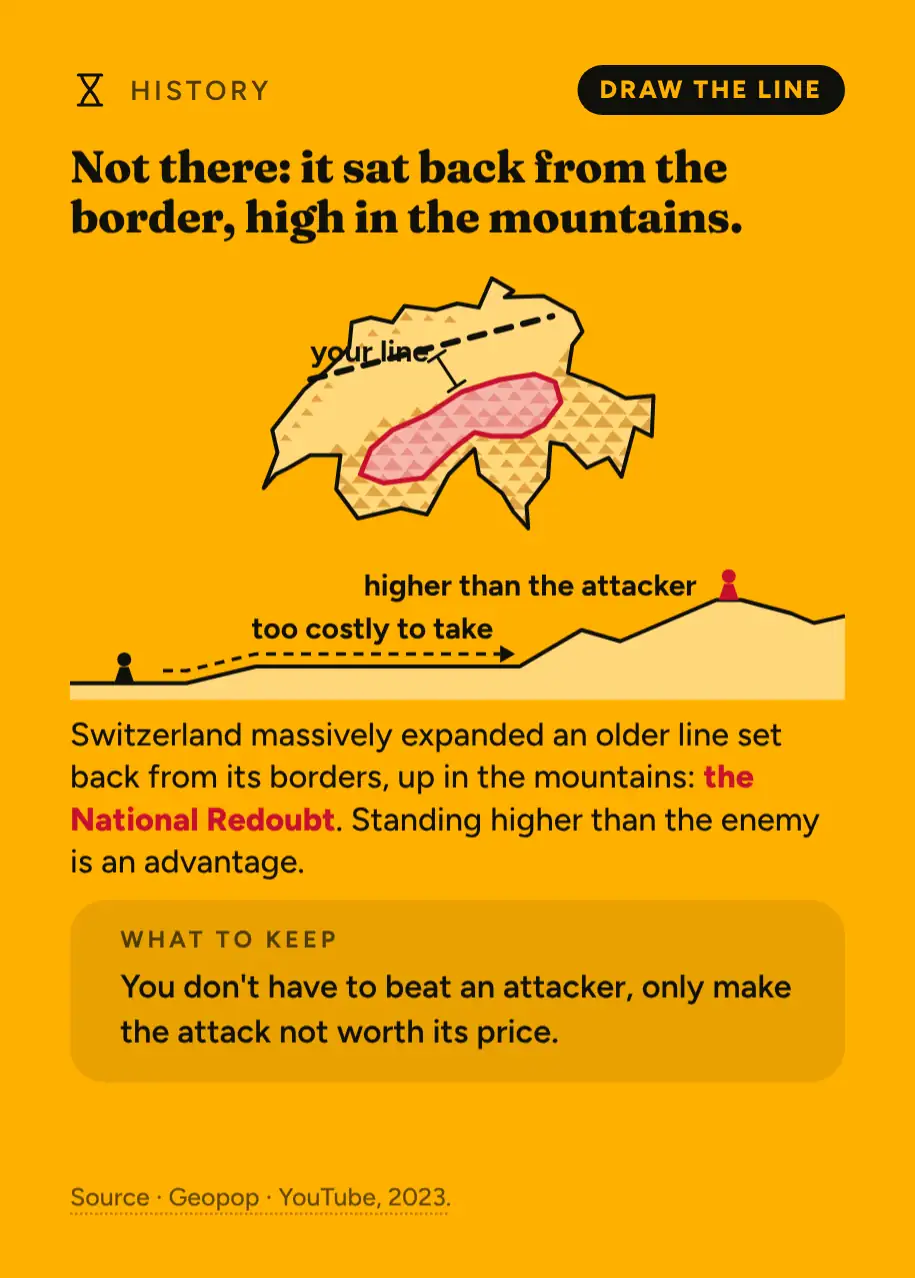 HISTORY
DRAW THE LINE
Not there: it sat back from the
border, high in the mountains.
your line
higher than the attacker
too costly to take
Switzerland massively expanded an older line set
back from its borders, up in the mountains: the
National Redoubt. Standing higher than the enemy
is an advantage.
WHAT TO KEEP
You don't have to beat an attacker, only make
the attack not worth its price.
Source · Geopop · YouTube, 2023.